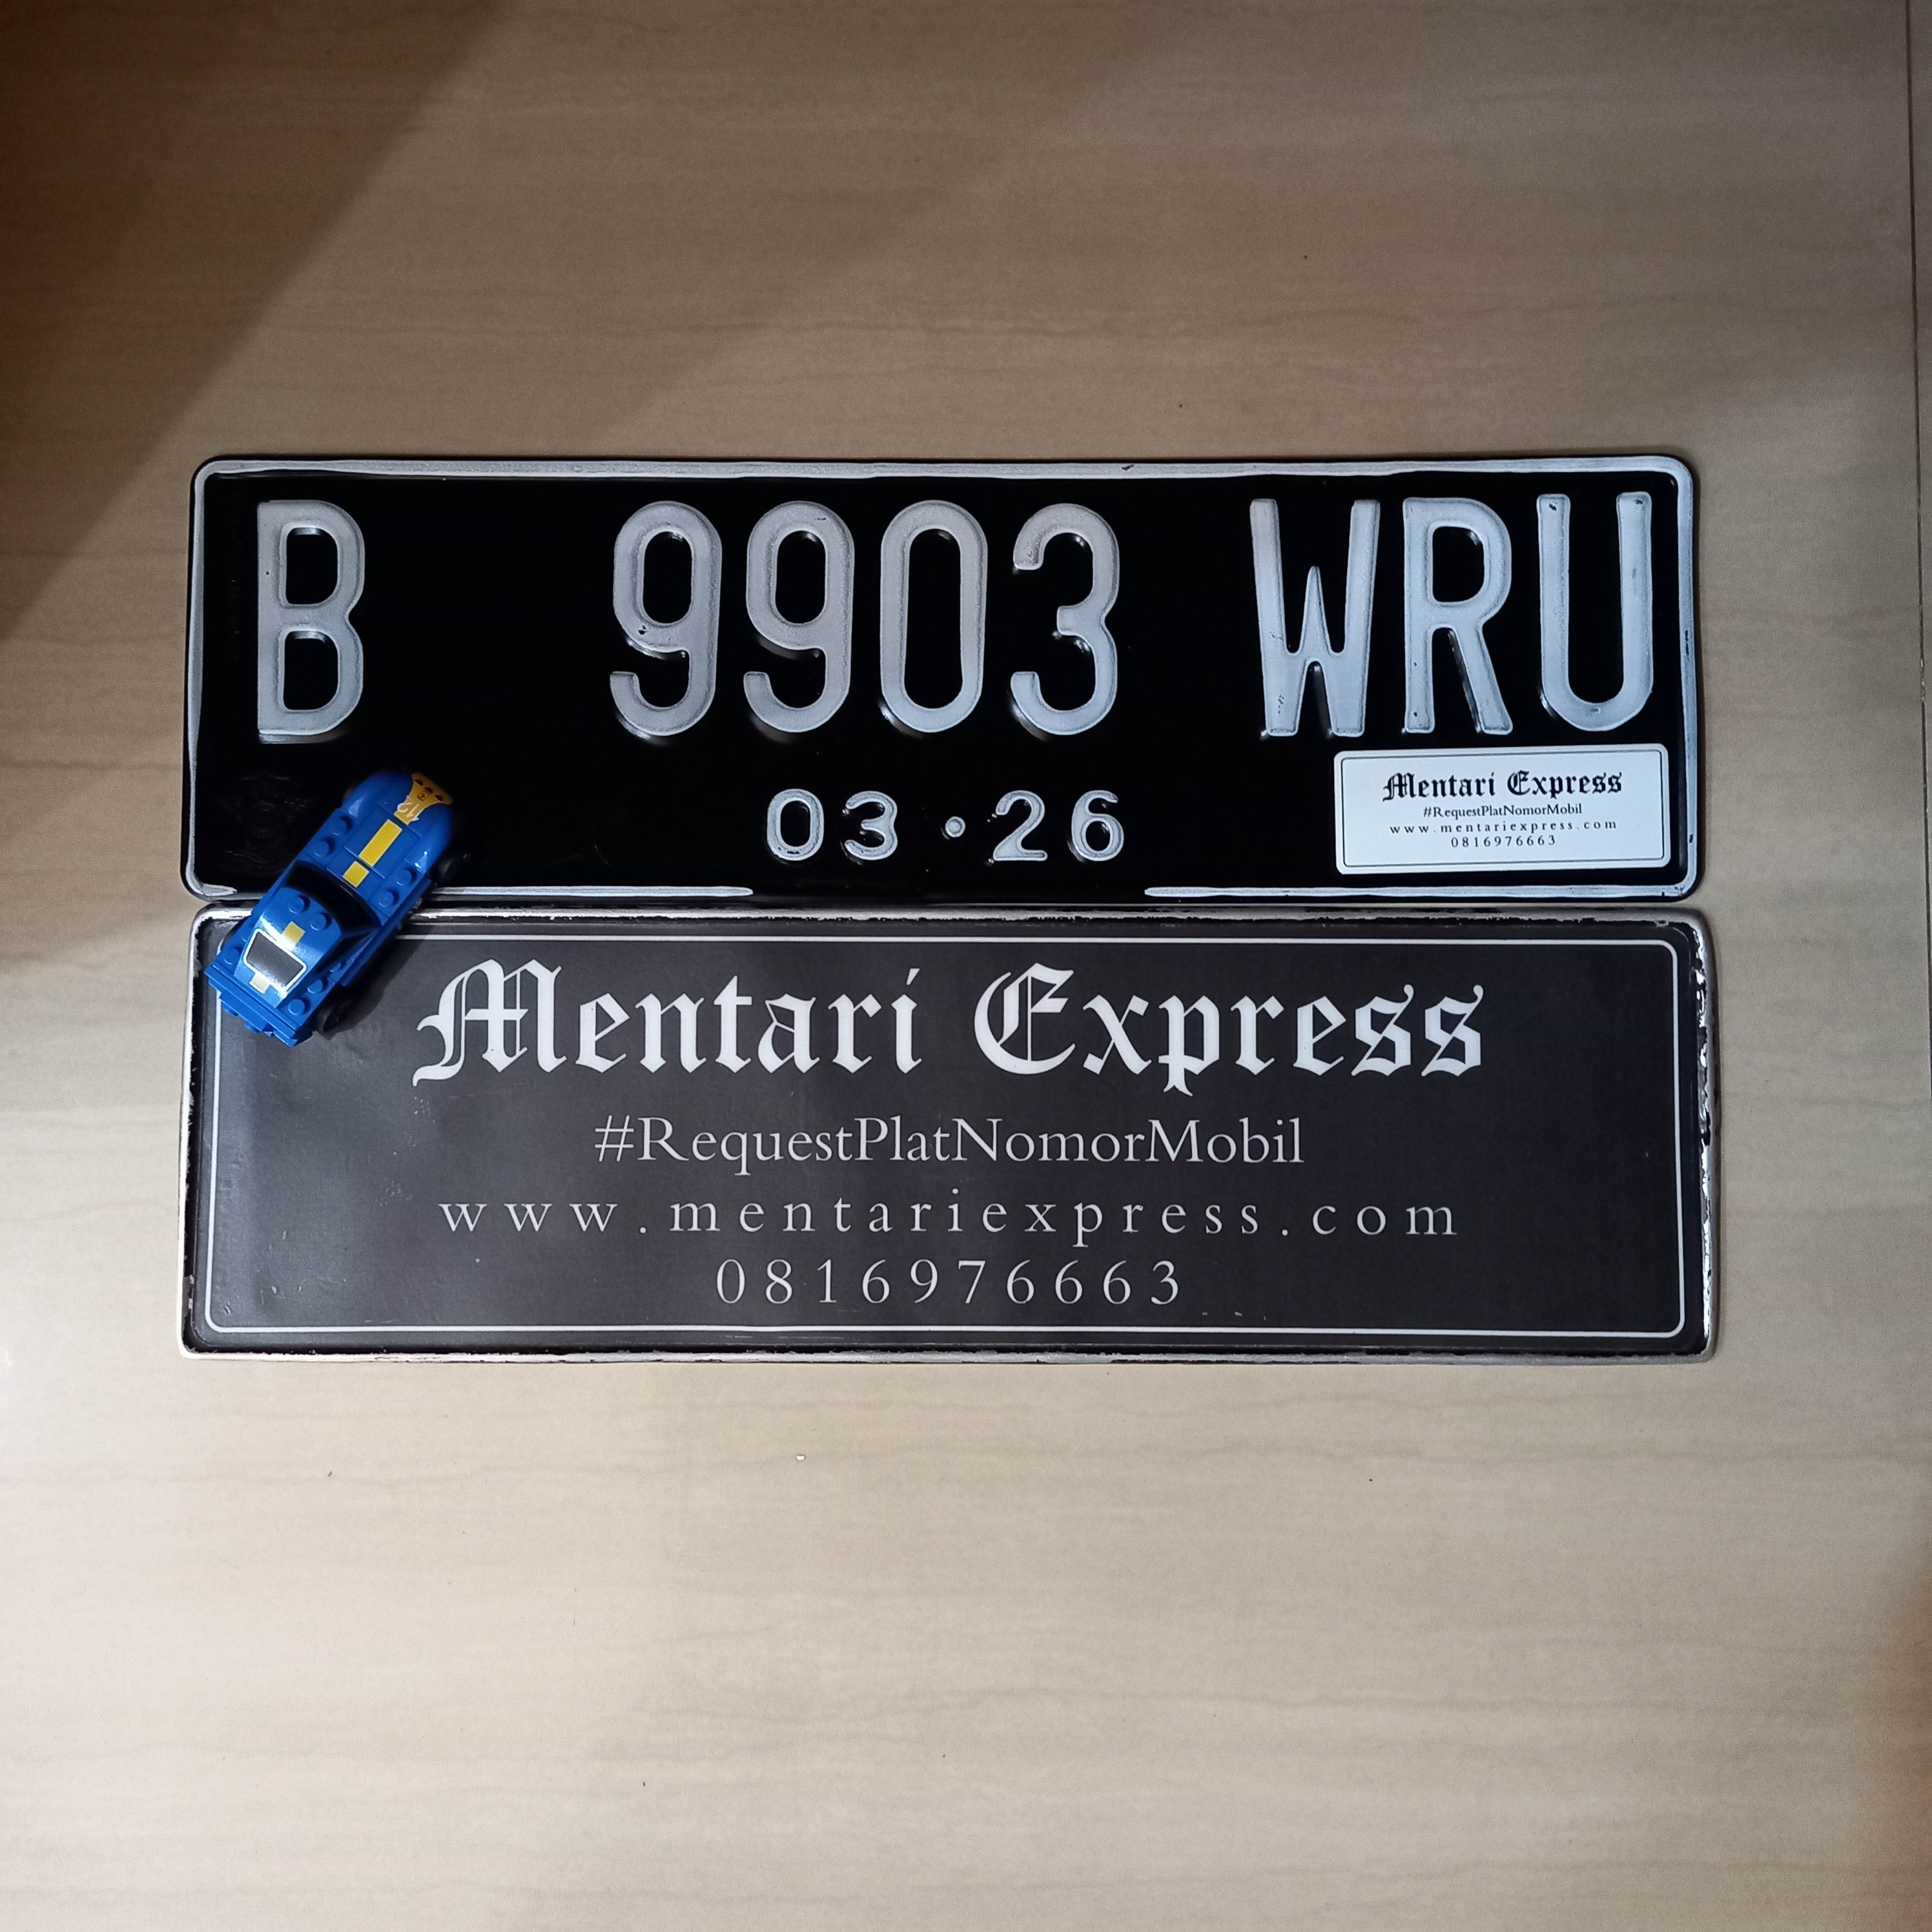 B 9903 WRU
03 • 26
Mentari Express
#RequestPlatNomorMobil
www.mentariexpress.com
0816976663
Mentari Express
#RequestPlatNomorMobil
www.mentariexpress.com
0816976663